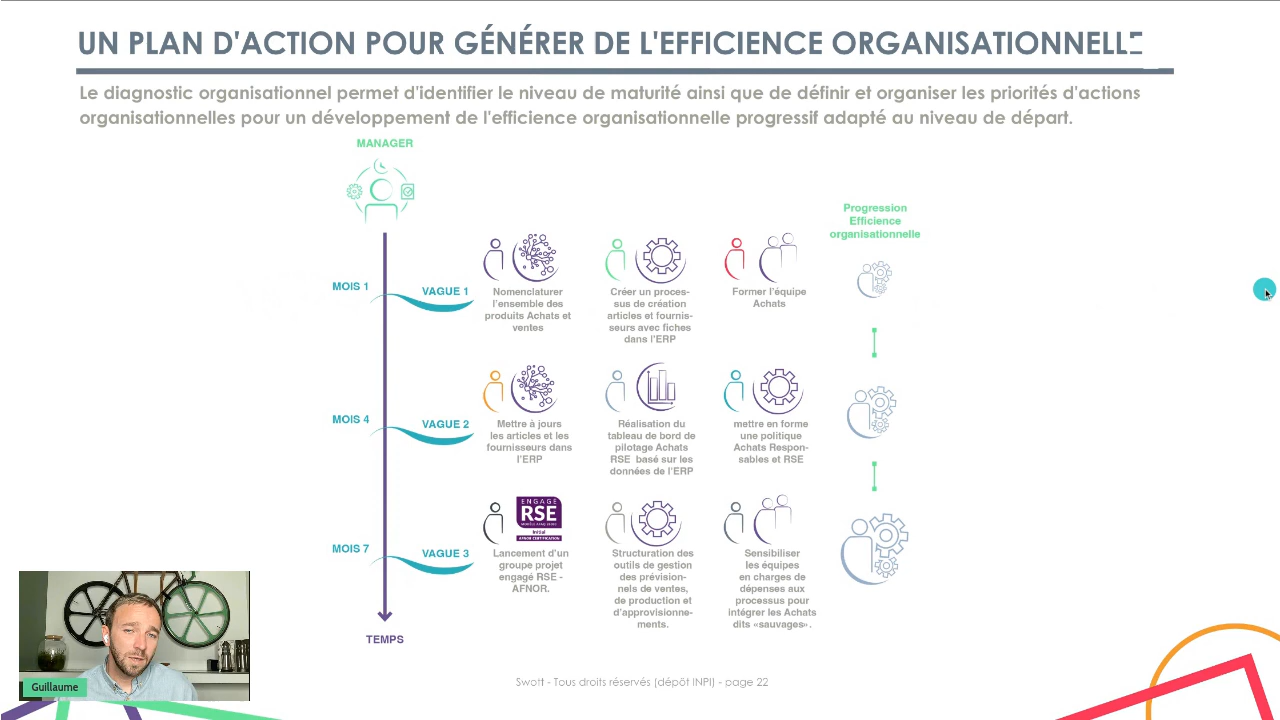 UN PLAN D'ACTION POUR GÉNÉRER DE L'EFFICIENCE ORGANISATIONNELLE
Le diagnostic organisationnel permet d'identifier le niveau de maturité ainsi que de définir et organiser les priorités d'actions
organisationnelles pour un développement de l'efficience organisationnelle progressif adapté au niveau de départ.
MANAGER
Progression
Efficience
organisationnelle
MOIS 1
VAGUE 1
Nomenclaturer
l'ensemble des
produits Achats et
ventes
Créer un proces-
sus de création
articles et fournis-
seurs avec fiches
dans l'ERP
Former l'équipe
Achats
MOIS 4
VAGUE 2
Mettre à jours
les articles et les
fournisseurs dans
l'ERP
Réalisation du
tableau de bord de
pilotage Achats
RSE basé sur les
données de l'ERP
mettre en forme
une politique
Achats Respon-
sables et RSE
MOIS 7
VAGUE 3
ENGAGÉ
RSE
Initial
AFNOR CERTIFICATION
Lancement d'un
groupe projet
engagé RSE -
AFNOR.
Structuration des
outils de gestion
des prévision-
nels de ventes,
de production et
d'approvisionne-
ments.
Sensibiliser
les équipes
en charges de
dépenses aux
processus pour
intégrer les Achats
dits «sauvages».
TEMPS
Guillaume
Swott - Tous droits réservés (dépôt INPI) - page 22